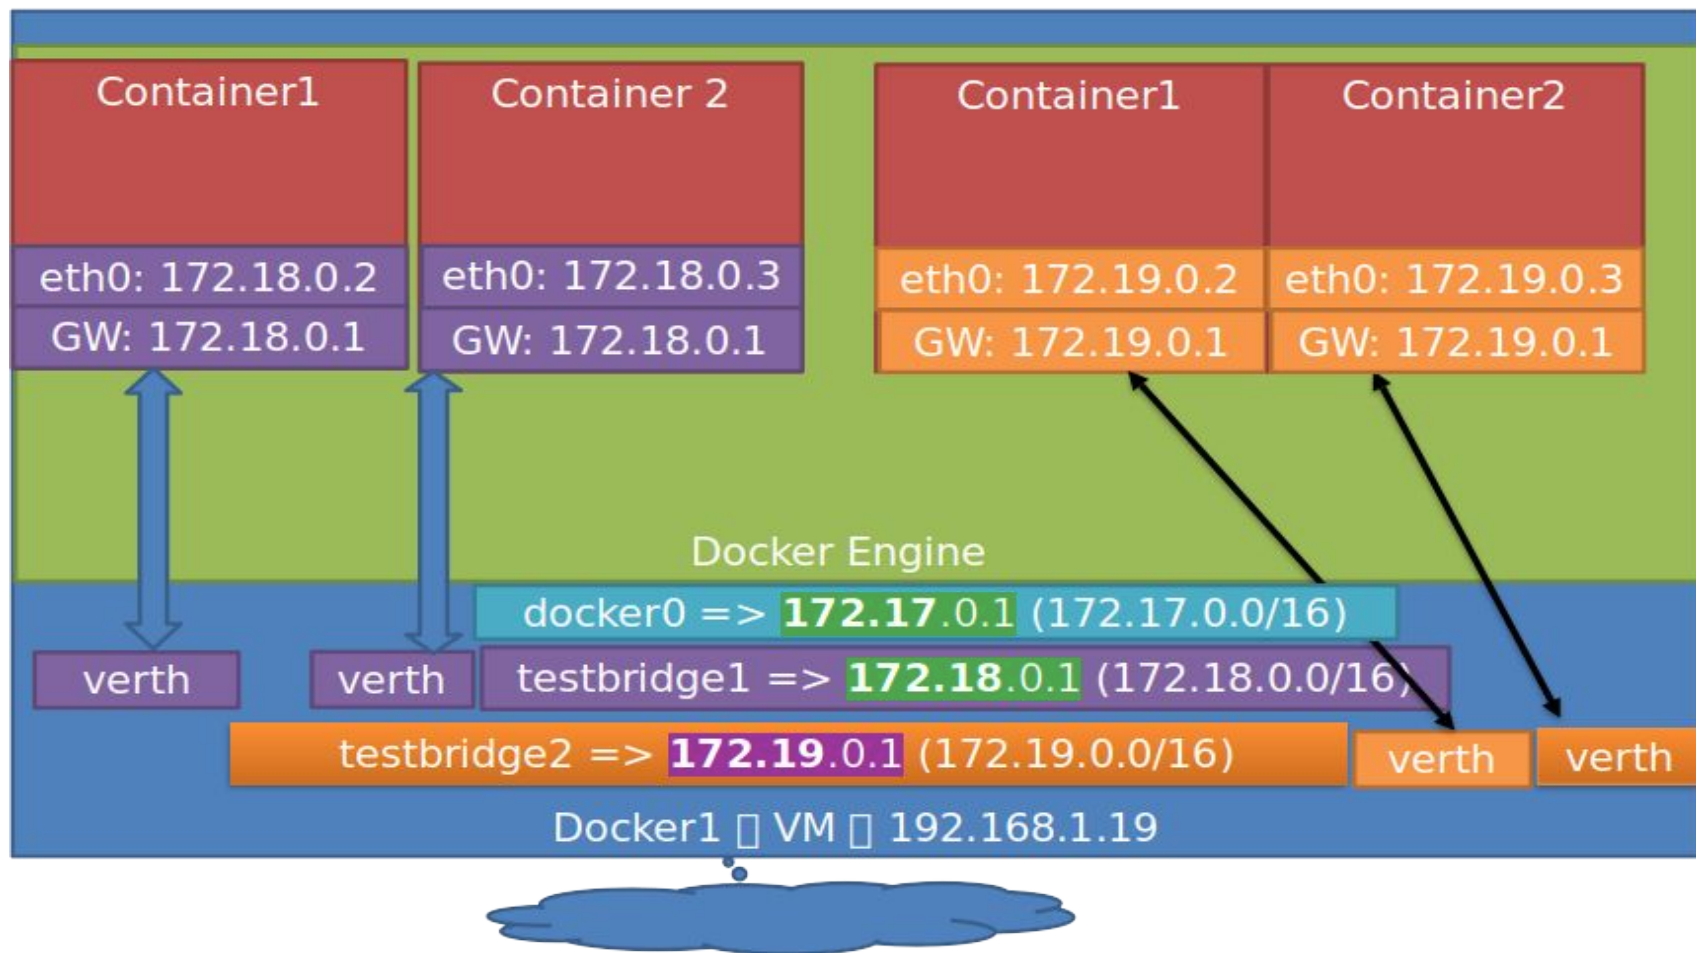 Container1
Container 2
Container1
Container2
eth0: 172.18.0.2
eth0: 172.18.0.3
eth0: 172.19.0.2
eth0: 172.19.0.3
GW: 172.18.0.1
GW: 172.18.0.1
GW: 172.19.0.1
GW: 172.19.0.1
Docker Engine
docker0 => 172.17.0.1 (172.17.0.0/16)
verth
verth
testbridge1 => 172.18.0.1 (172.18.0.0/16)
testbridge2 => 172.19.0.1 (172.19.0.0/16)
verth
verth
Docker1 VM 192.168.1.19